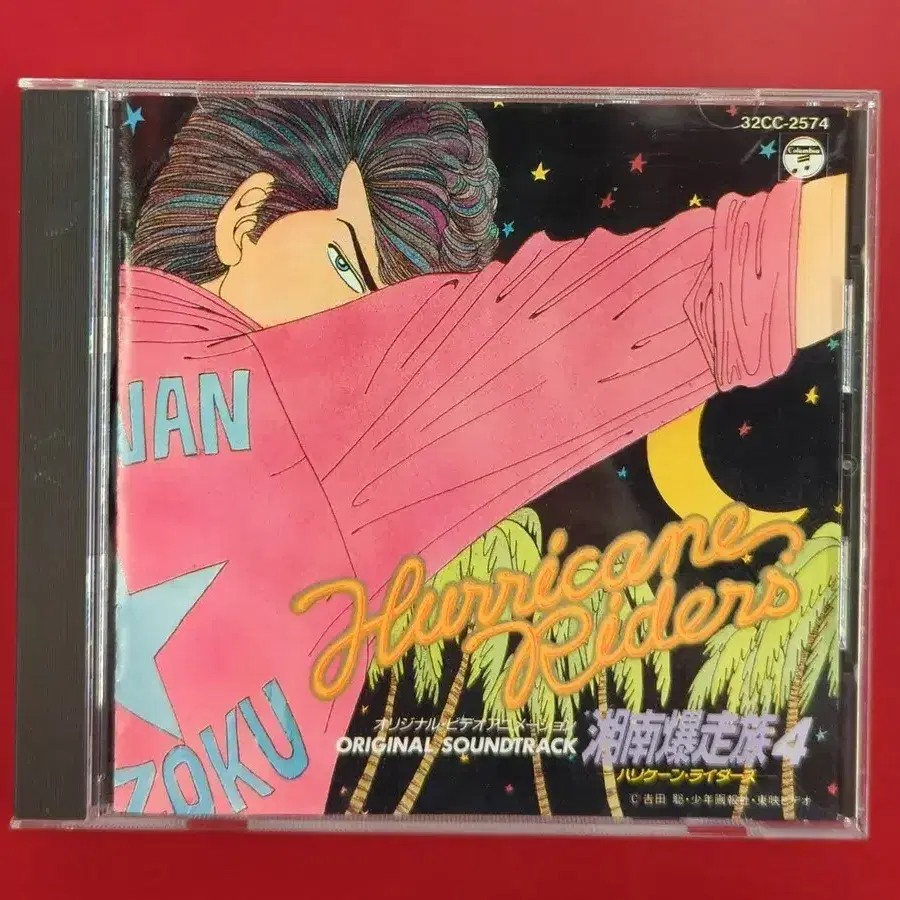 32CC-2574
Columbia
NAN
ZOKU
Hurricane
Riders
オリジナル・ビデオアニメーション
ORIGINAL SOUNDTRACK
湘南爆走族4
ハリケーン・ライダース
©吉田 聡・少年画報社・東映ビデオ